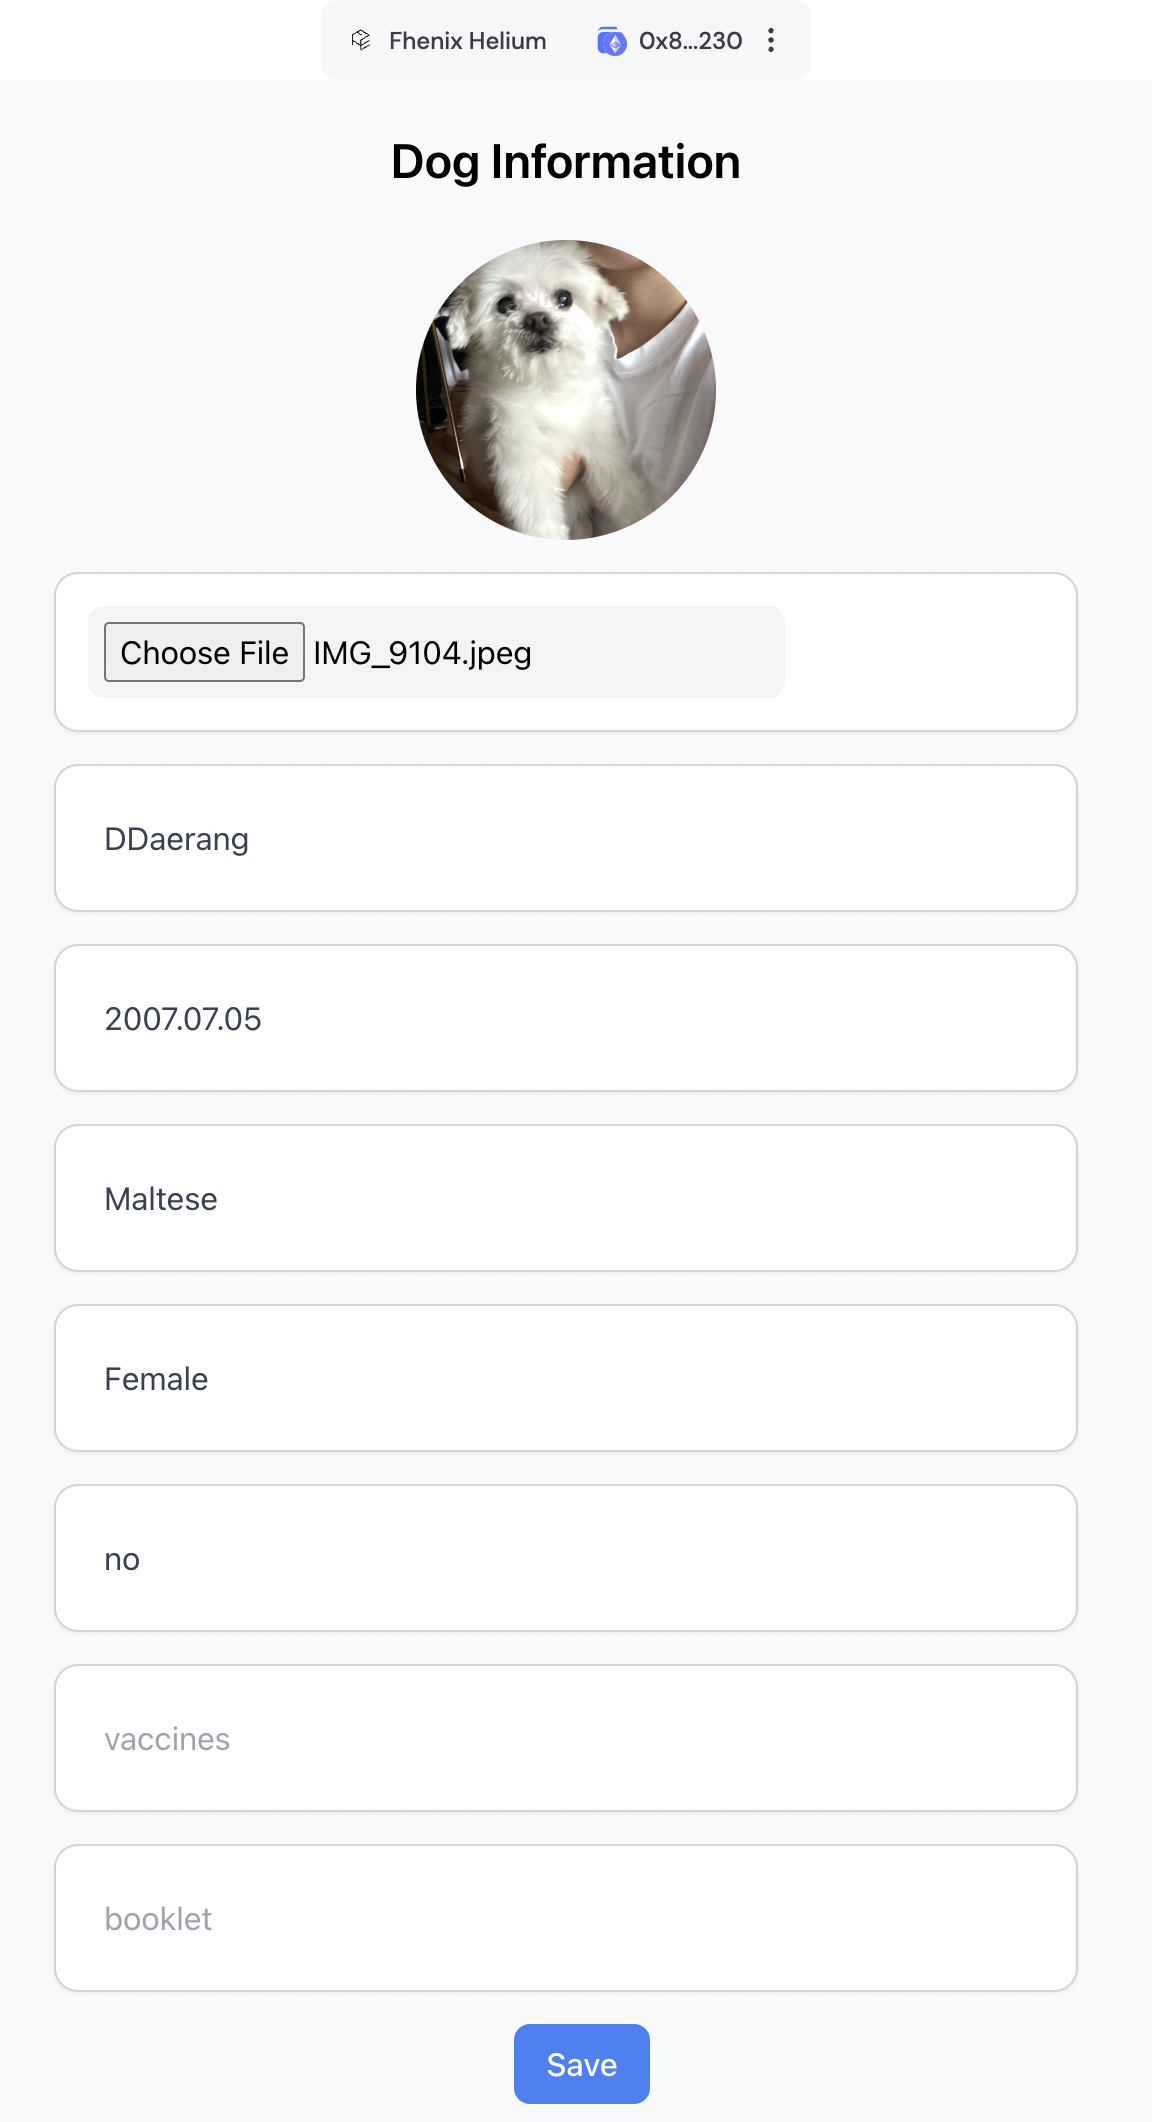 Fhenix Helium 0x8...230
Dog Information
Choose File IMG_9104.jpeg
DDaerang
2007.07.05
Maltese
Female
no
vaccines
booklet
Save